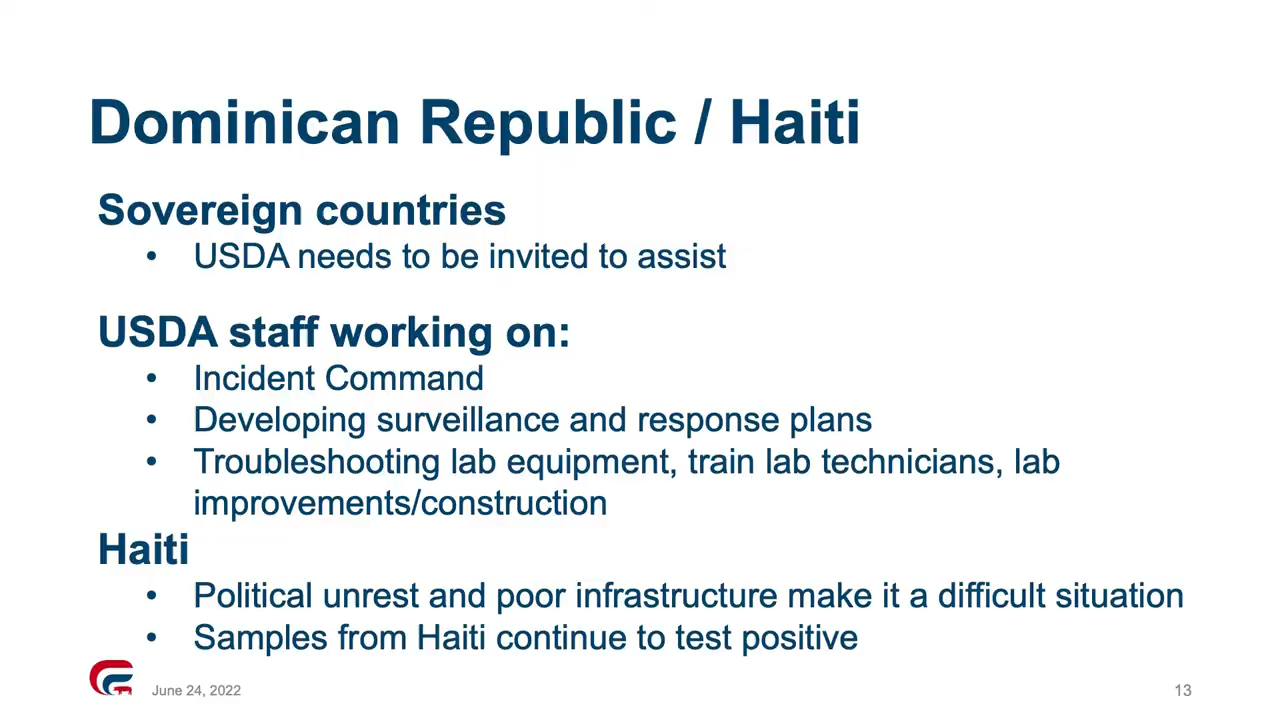 Dominican Republic / Haiti
Sovereign countries
• USDA needs to be invited to assist
USDA staff working on:
• Incident Command
• Developing surveillance and response plans
• Troubleshooting lab equipment, train lab technicians, lab
improvements/construction
Haiti
• Political unrest and poor infrastructure make it a difficult situation
• Samples from Haiti continue to test positive
June 24, 2022
13